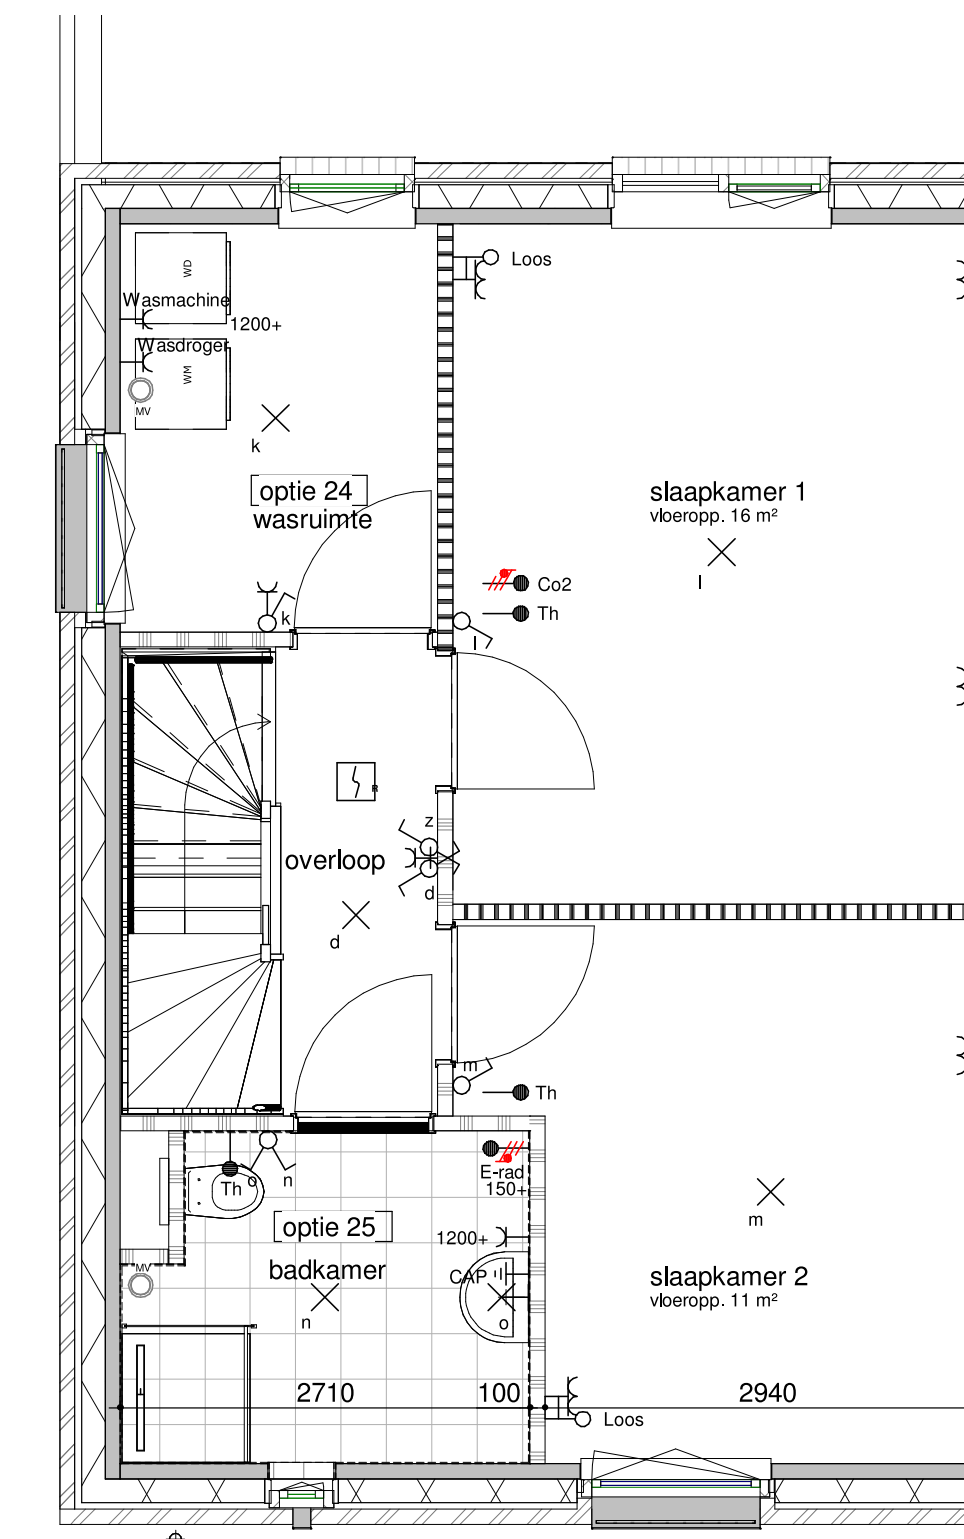 Loos
WD
Wasmachine
1200+
Wasdroger
WM
MV
k
optie 24
wasruimte
slaapkamer 1
vloeropp. 16 m²
l
Co2
Th
k
l
z
overloop
d
d
m
Th
E-rad
150+
Th
o
n
optie 25
1200+
m
badkamer
MV
CAP
slaapkamer 2
vloeropp. 11 m²
n
o
2710
100
2940
Loos